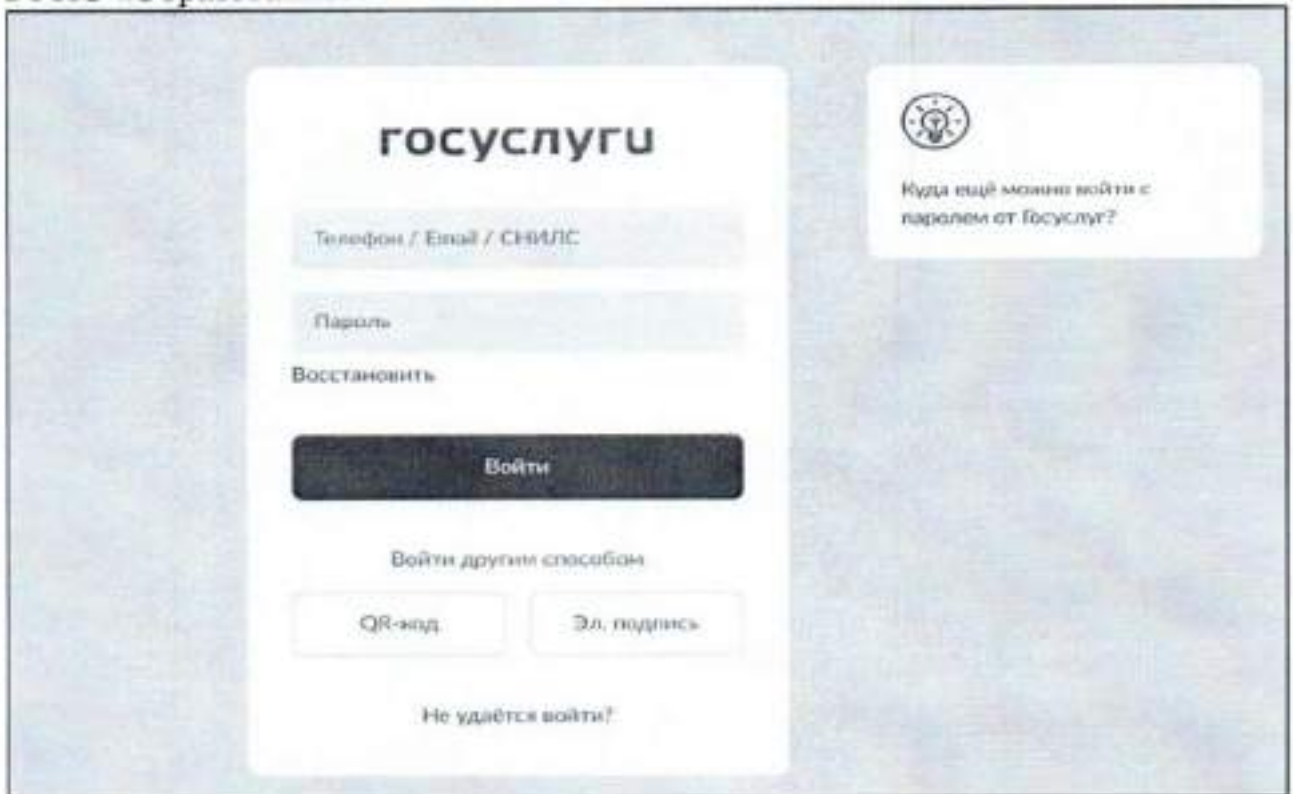 госуслуги
Телефон / Email / СНИЛС
Пароль
Восстановить
Войти
Войти другим способом
QR-код
Эл. подпись
Не удаётся войти?
Куда ещё можно войти с
паролем от Госуслуг?